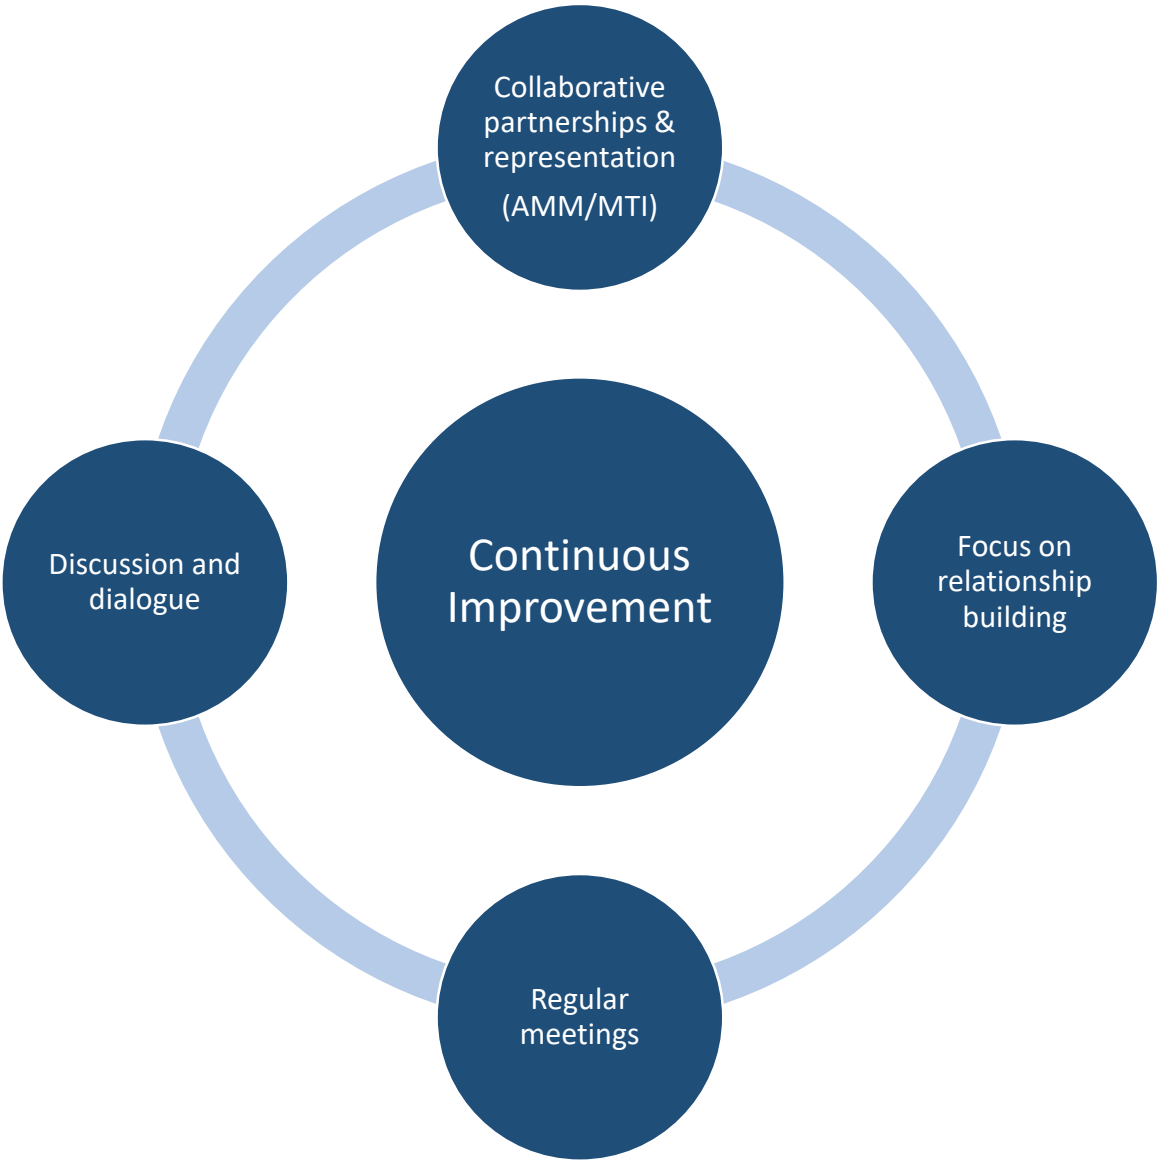 Collaborative
partnerships &
representation
(AMM/MTI)
Discussion and
dialogue
Continuous
Improvement
Focus on
relationship
building
Regular
meetings